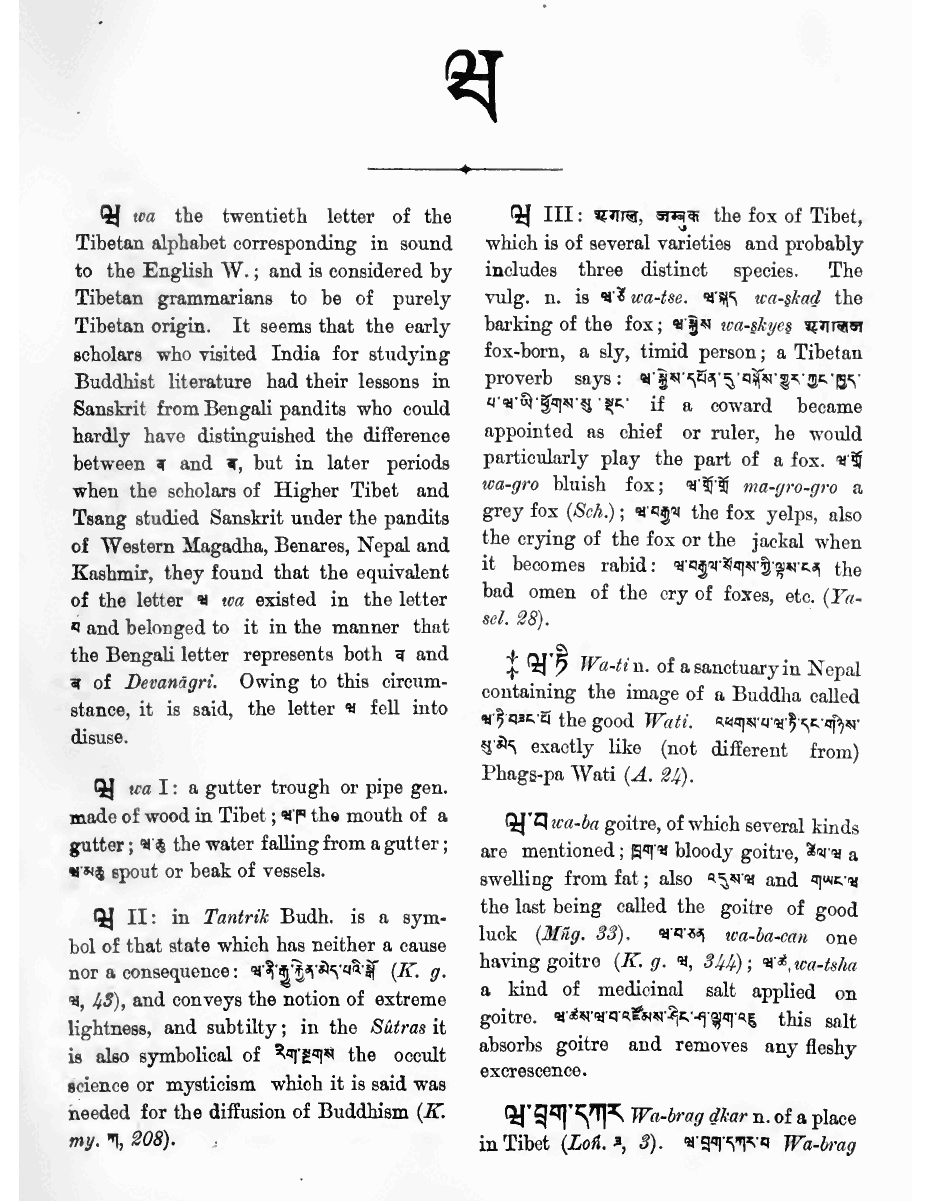 ཝ
ཝ wa the twentieth letter of the
Tibetan alphabet corresponding in sound
to the English W.; and is considered by
Tibetan grammarians to be of purely
Tibetan origin. It seems that the early
scholars who visited India for studying
Buddhist literature had their lessons in
Sanskrit from Bengali pandits who could
hardly have distinguished the difference
between व and ब, but in later periods
when the scholars of Higher Tibet and
Tsang studied Sanskrit under the pandits
of Western Magadha, Benares, Nepal and
Kashmir, they found that the equivalent
of the letter ཝ wa existed in the letter
བ and belonged to it in the manner that
the Bengali letter represents both व and
ब of Devanāgri. Owing to this circum-
stance, it is said, the letter ཝ fell into
disuse.
ཝ wa I: a gutter trough or pipe gen.
made of wood in Tibet; ཝ་ཁ the mouth of a
gutter; ཝ་ཆུ the water falling from a gutter;
ཝ་མཆུ spout or beak of vessels.
ཝ II: in Tantrik Budh. is a sym-
bol of that state which has neither a cause
nor a consequence: ཝ་ནི་རྒྱུ་རྐྱེན་མེད་པའི་སྒོ (K. g.
ཝ, 43), and conveys the notion of extreme
lightness, and subtilty; in the Sûtras it
is also symbolical of རིག་སྔགས the occult
science or mysticism which it is said was
needed for the diffusion of Buddhism (K.
my. ཀ, 208).
ཝ III: सृगाल, जम्बुक the fox of Tibet,
which is of several varieties and probably
includes three distinct species. The
vulg. n. is ཝ་ཙེ wa-tse. ཝ་སྐད wa-s̱kaḏ the
barking of the fox; ཝ་སྐྱེས wa-s̱kyes̱ सृगालज
fox-born, a sly, timid person; a Tibetan
proverb says: ཝ་སྐྱེས་དཔོན་དུ་བསྐོས་གྱུར་ཀྱང་ཁྱད་
པ་ཝ་ཡི་ཕྱོགས་སུ་སྣང་ if a coward became
appointed as chief or ruler, he would
particularly play the part of a fox. ཝ་གྲོ
wa-gro bluish fox; ཝ་གྲོ་གྲོ ma-gro-gro a
grey fox (Sch.); ཝ་བརྒྱལ the fox yelps, also
the crying of the fox or the jackal when
it becomes rabid: ཝ་བརྒྱལ་སོགས་ཀྱི་ལྟས་ངན the
bad omen of the cry of foxes, etc. (Ya-
sel. 28).
‡ ཝ་ཏི Wa-ti n. of a sanctuary in Nepal
containing the image of a Buddha called
ཝ་ཏི་བཟང་པོ the good Wati. འཕགས་པ་ཝ་ཏི་དང་གཉིས་
སུ་མེད exactly like (not different from)
Phags-pa Wati (A. 24).
ཝ་བ wa-ba goitre, of which several kinds
are mentioned; ཁྲག་ཝ bloody goitre, ཚིལ་ཝ a
swelling from fat; also འདུས་ཝ and གཡང་ཝ
the last being called the goitre of good
luck (Mñg. 33). ཝ་བ་ཅན wa-ba-can one
having goitre (K. g. ཝ, 344); ཝ་ཚ, wa-tsha
a kind of medicinal salt applied on
goitre. ཝ་ཚས་ཝ་བ་འཇོམས་ཤིང་ཤ་ལྷག་འཇུ this salt
absorbs goitre and removes any fleshy
excrescence.
ཝ་བྲག་དཀར Wa-brag ḏkar n. of a place
in Tibet (Loñ. ཟ, 3). ཝ་བྲག་དཀར་བ Wa-brag